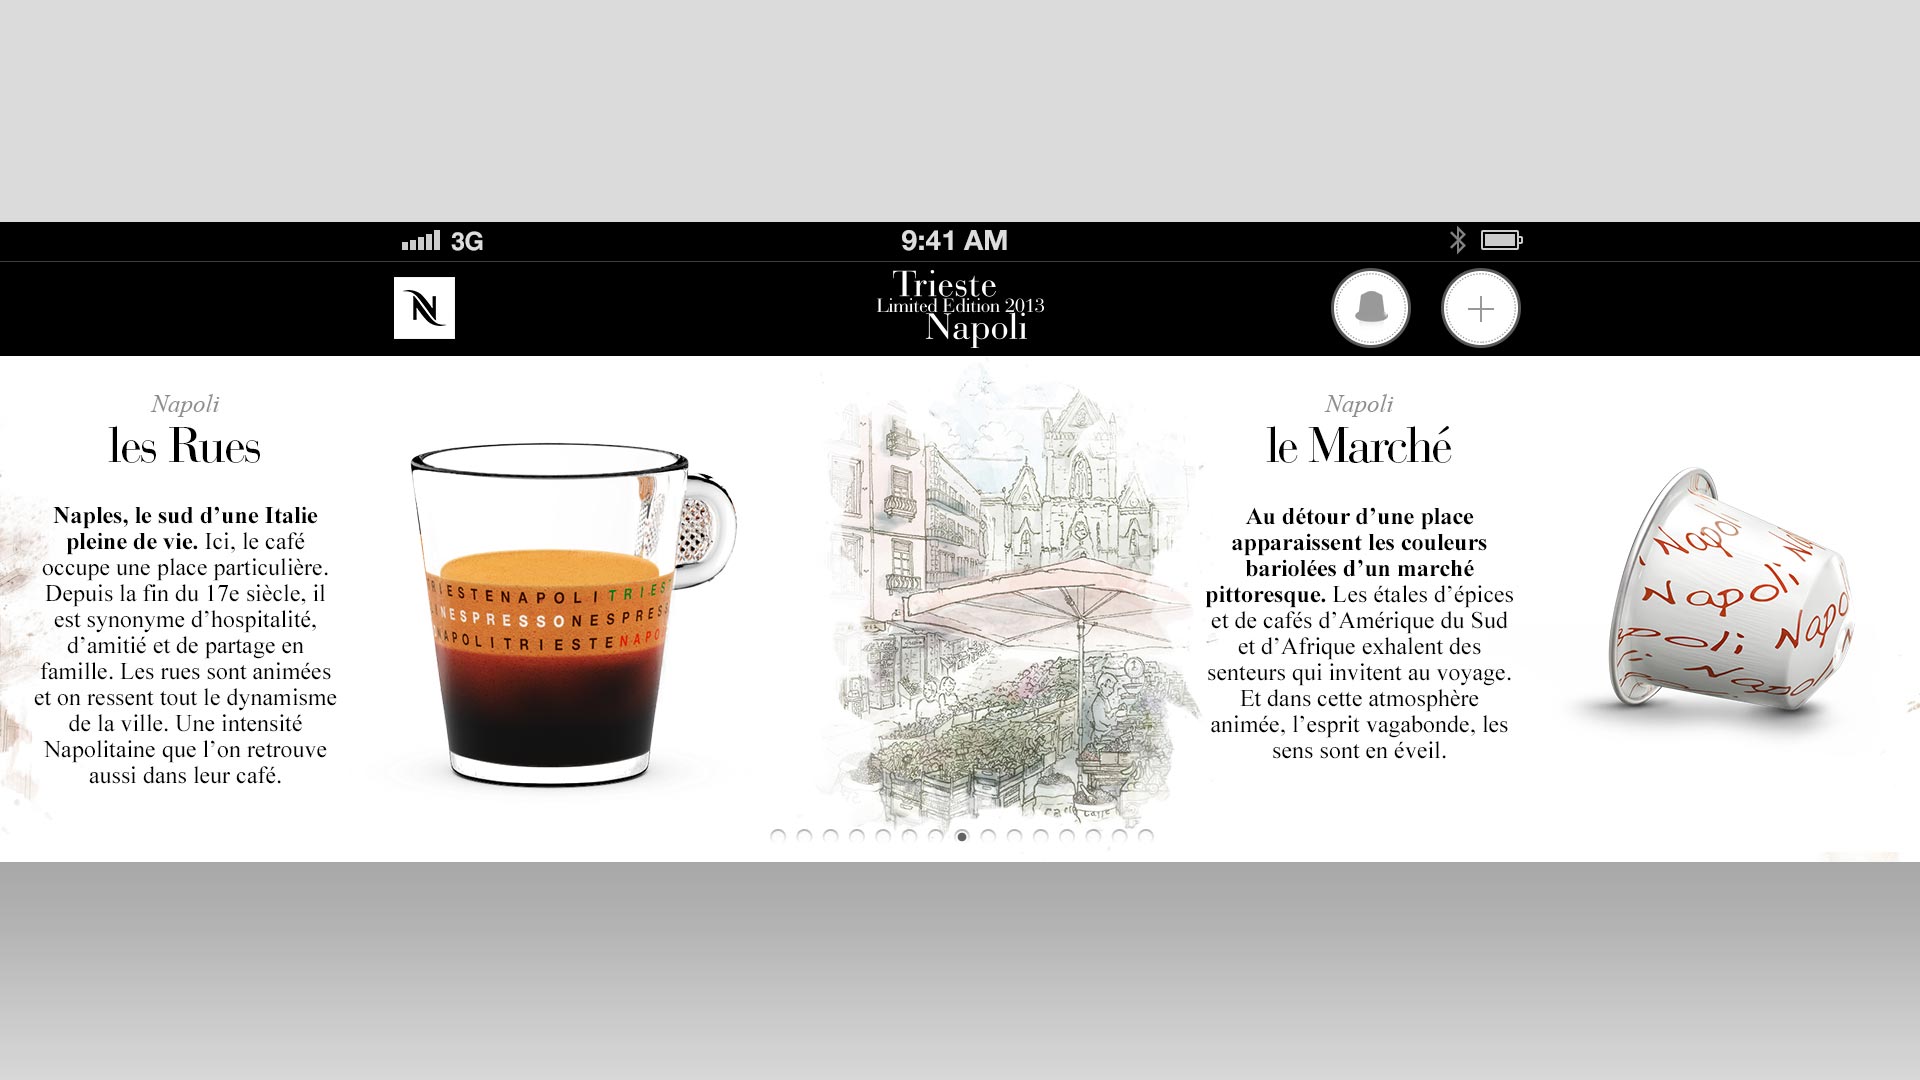 3G
9:41 AM
N
Trieste
Limited Edition 2013
Napoli
Napoli
les Rues
Naples, le sud d’une Italie
pleine de vie. Ici, le café
occupe une place particulière.
Depuis la fin du 17e siècle, il
est synonyme d’hospitalité,
d’amitié et de partage en
famille. Les rues sont animées
et on ressent tout le dynamisme
de la ville. Une intensité
Napolitaine que l’on retrouve
aussi dans leur café.
RIESTENAPOLITRIEST
NESPRESSONESPRESS
NAPOLITRIESTENAPO
Napoli
le Marché
Au détour d’une place
apparaissent les couleurs
bariolées d’un marché
pittoresque. Les étales d’épices
et de cafés d’Amérique du Sud
et d’Afrique exhalent des
senteurs qui invitent au voyage.
Et dans cette atmosphère
animée, l’esprit vagabonde, les
sens sont en éveil.
Napoli
Napoli
Napo
poli
Napoli